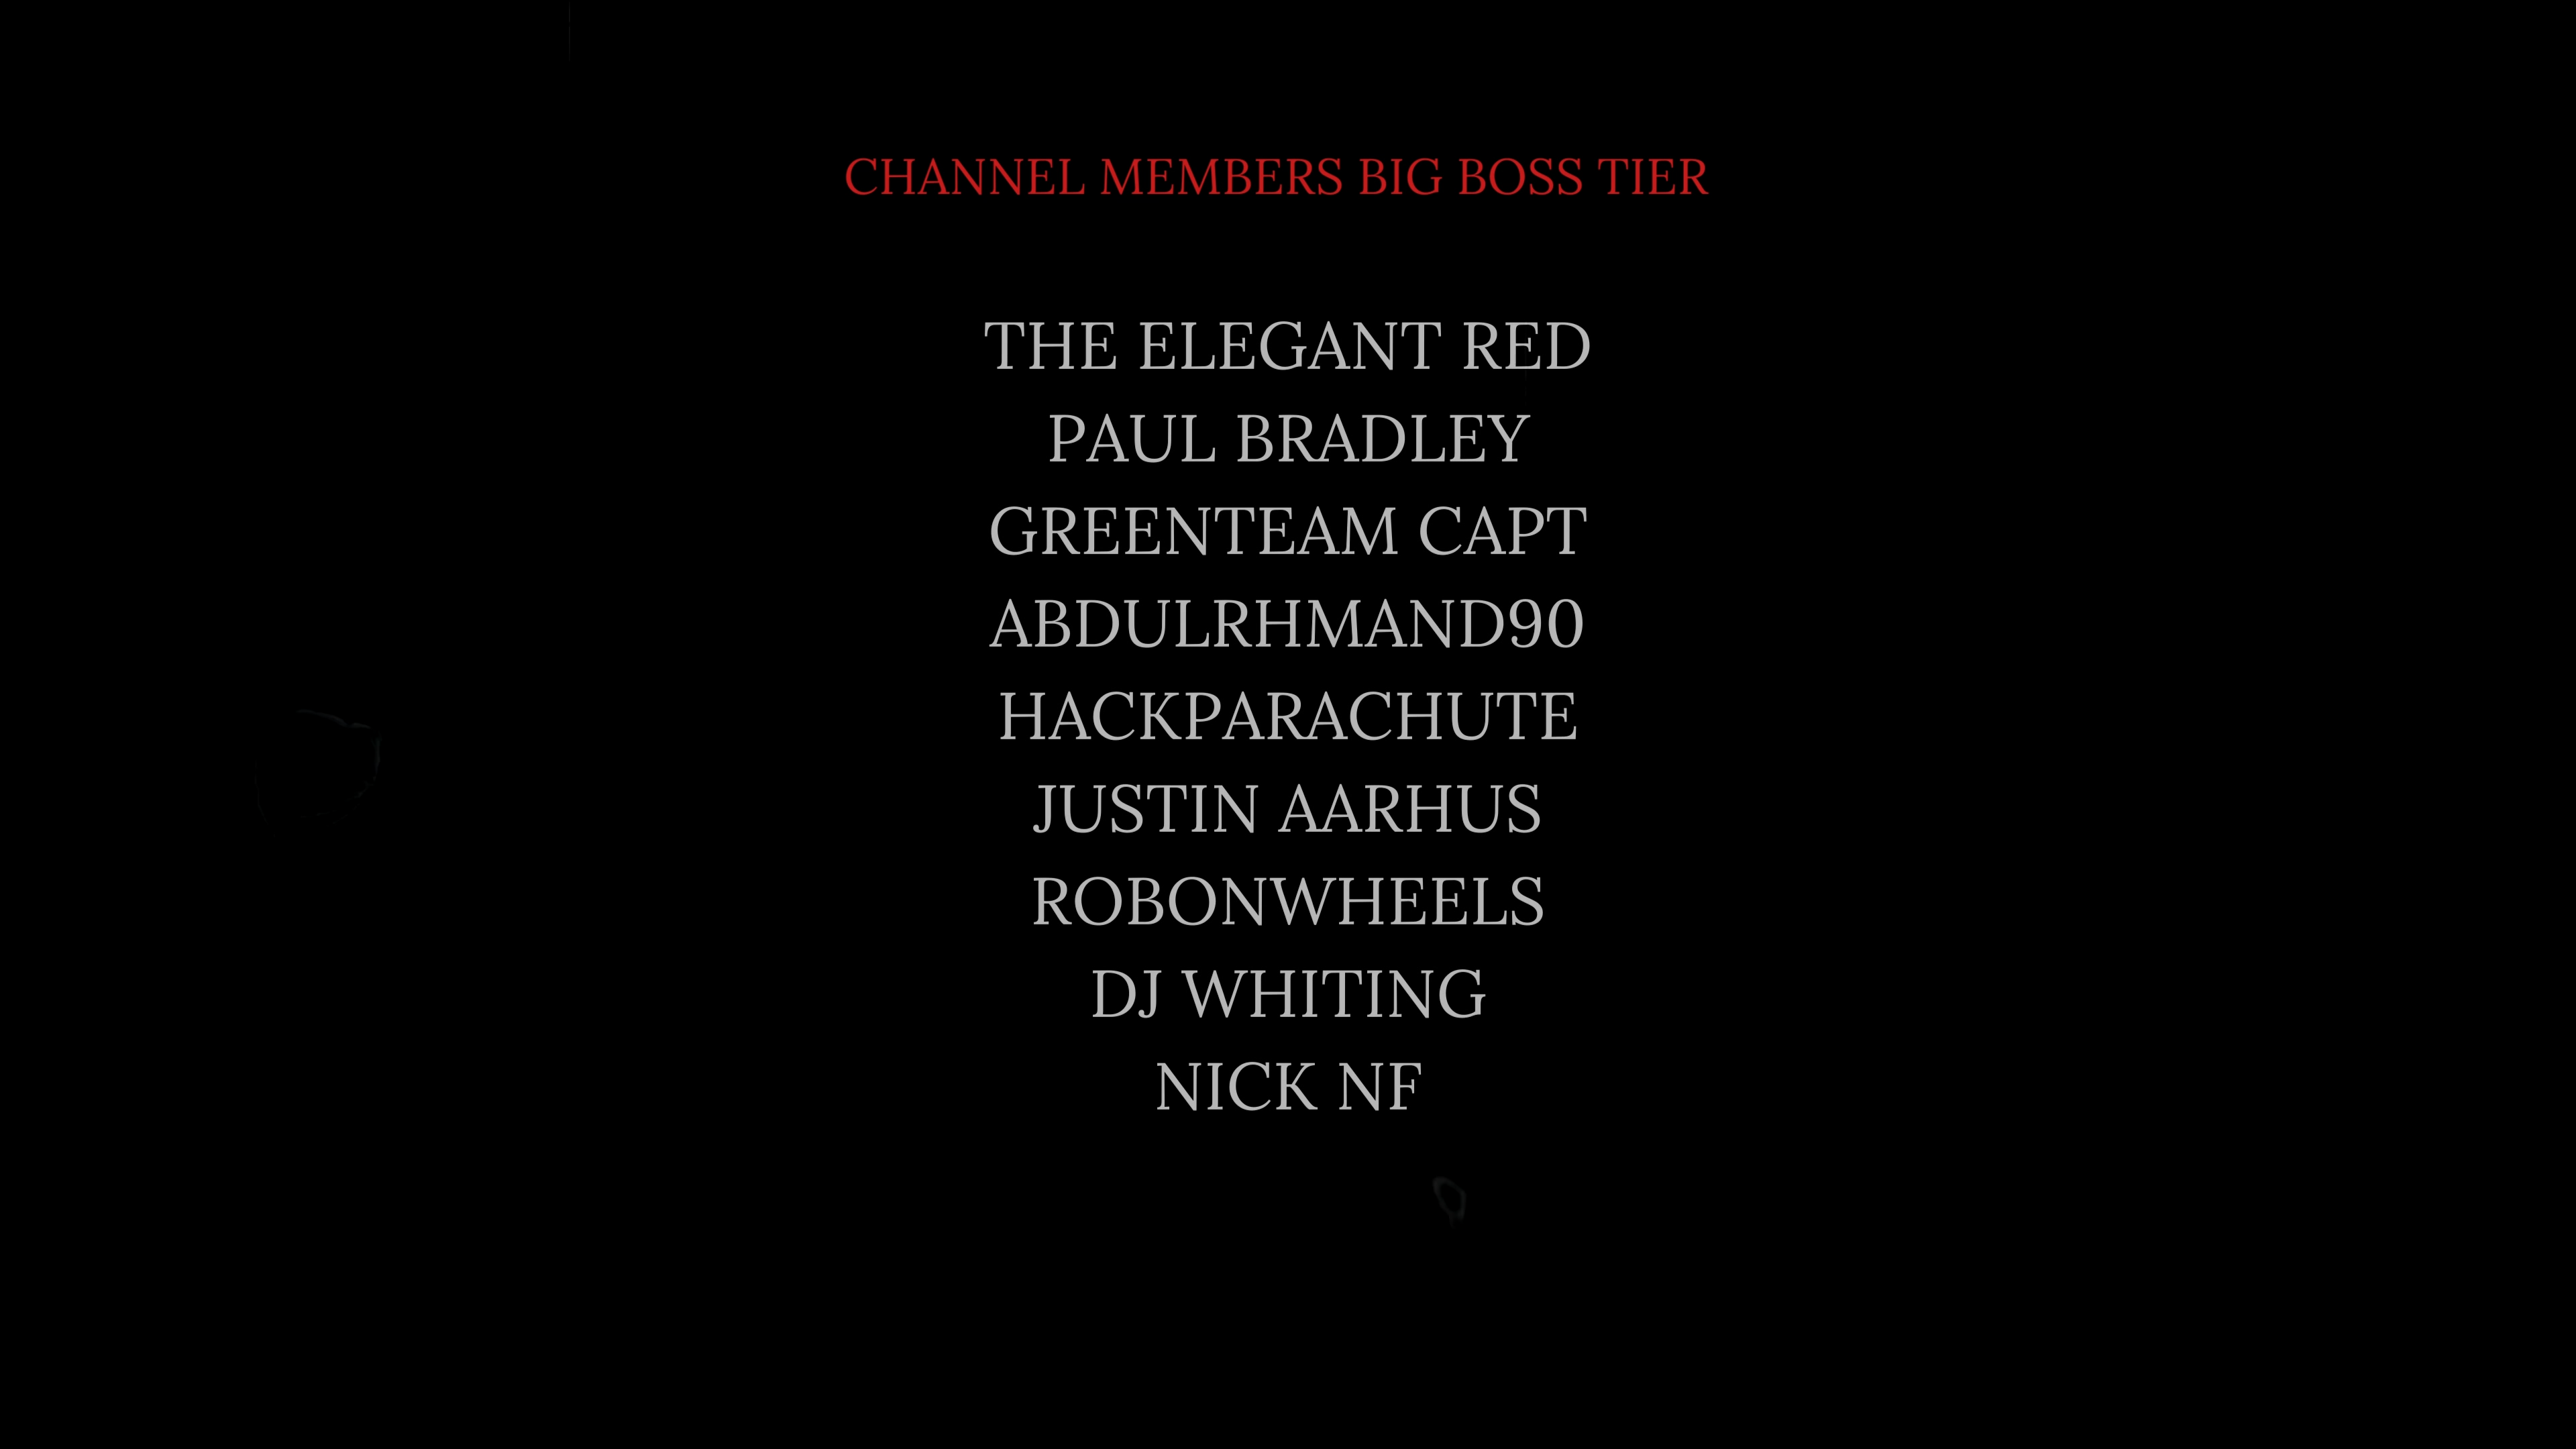 CHANNEL MEMBERS BIG BOSS TIER
THE ELEGANT RED
PAUL BRADLEY
GREENTEAM CAPT
ABDULRHMAND90
HACKPARACHUTE
JUSTIN AARHUS
ROBONWHEELS
DJ WHITING
NICK NF